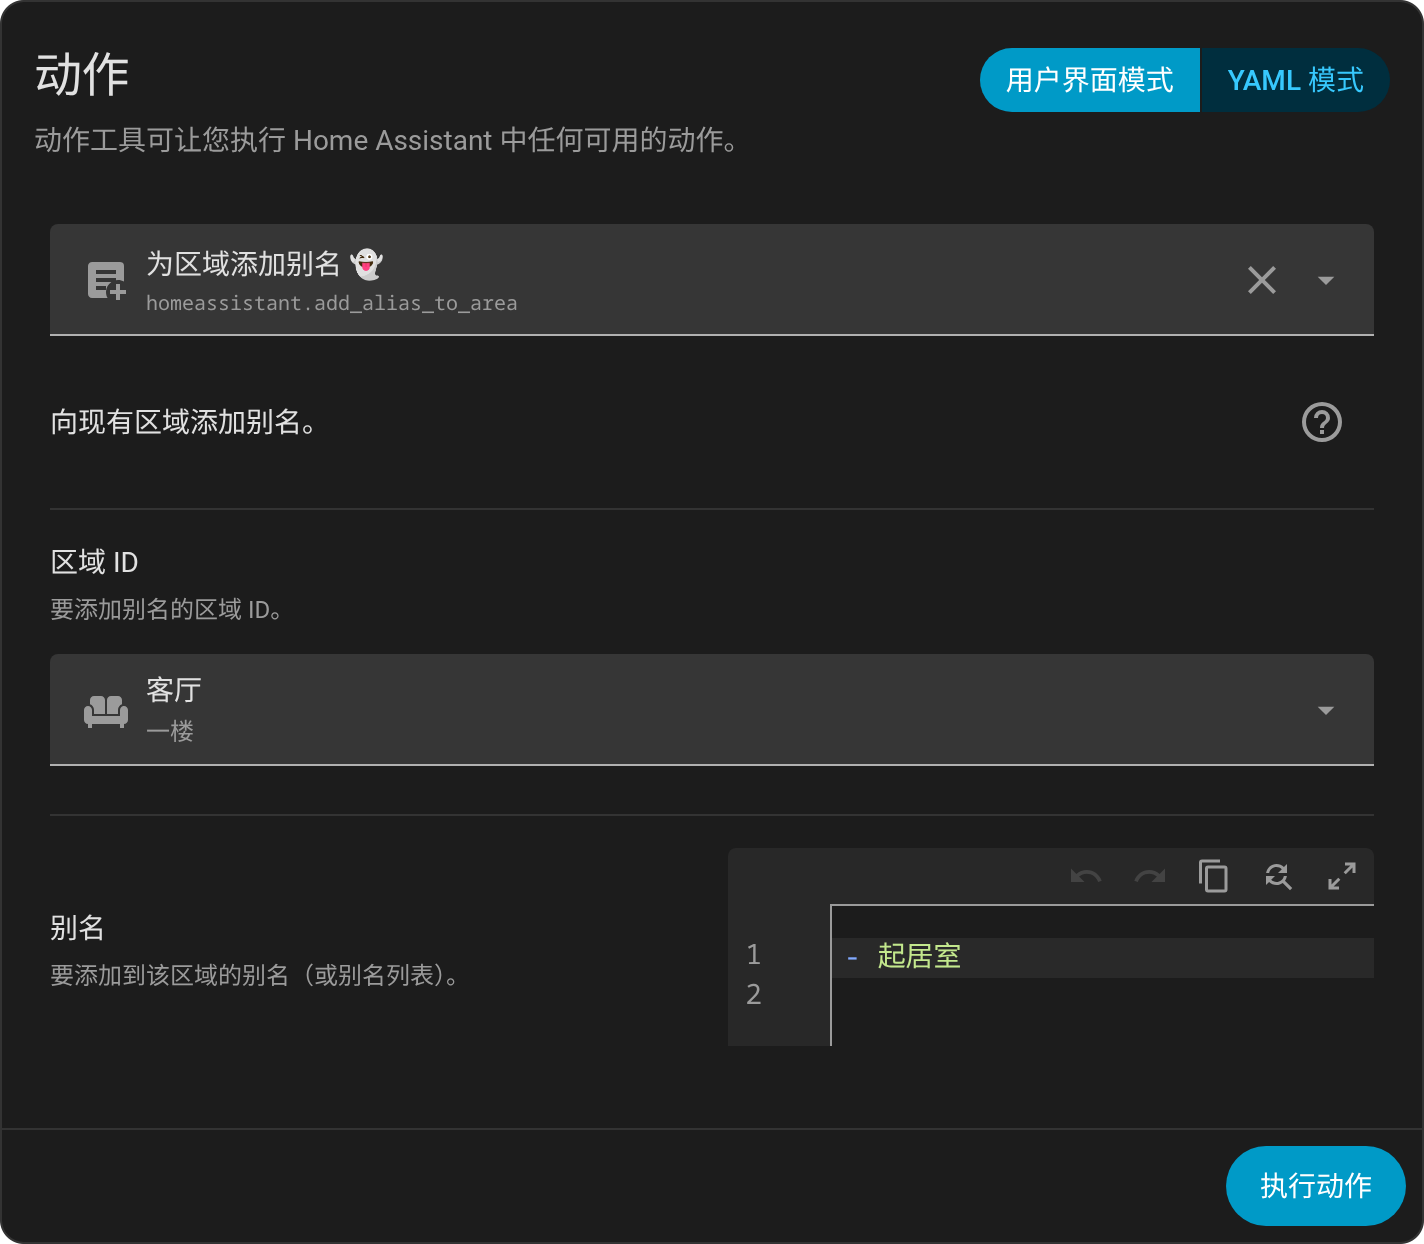 动作
用户界面模式
YAML 模式
动作工具可让您执行 Home Assistant 中任何可用的动作。
为区域添加别名 👻
homeassistant.add_alias_to_area
向现有区域添加别名。
区域 ID
要添加别名的区域 ID。
客厅
一楼
别名
要添加到该区域的别名（或别名列表）。
1 - 起居室
2
执行动作